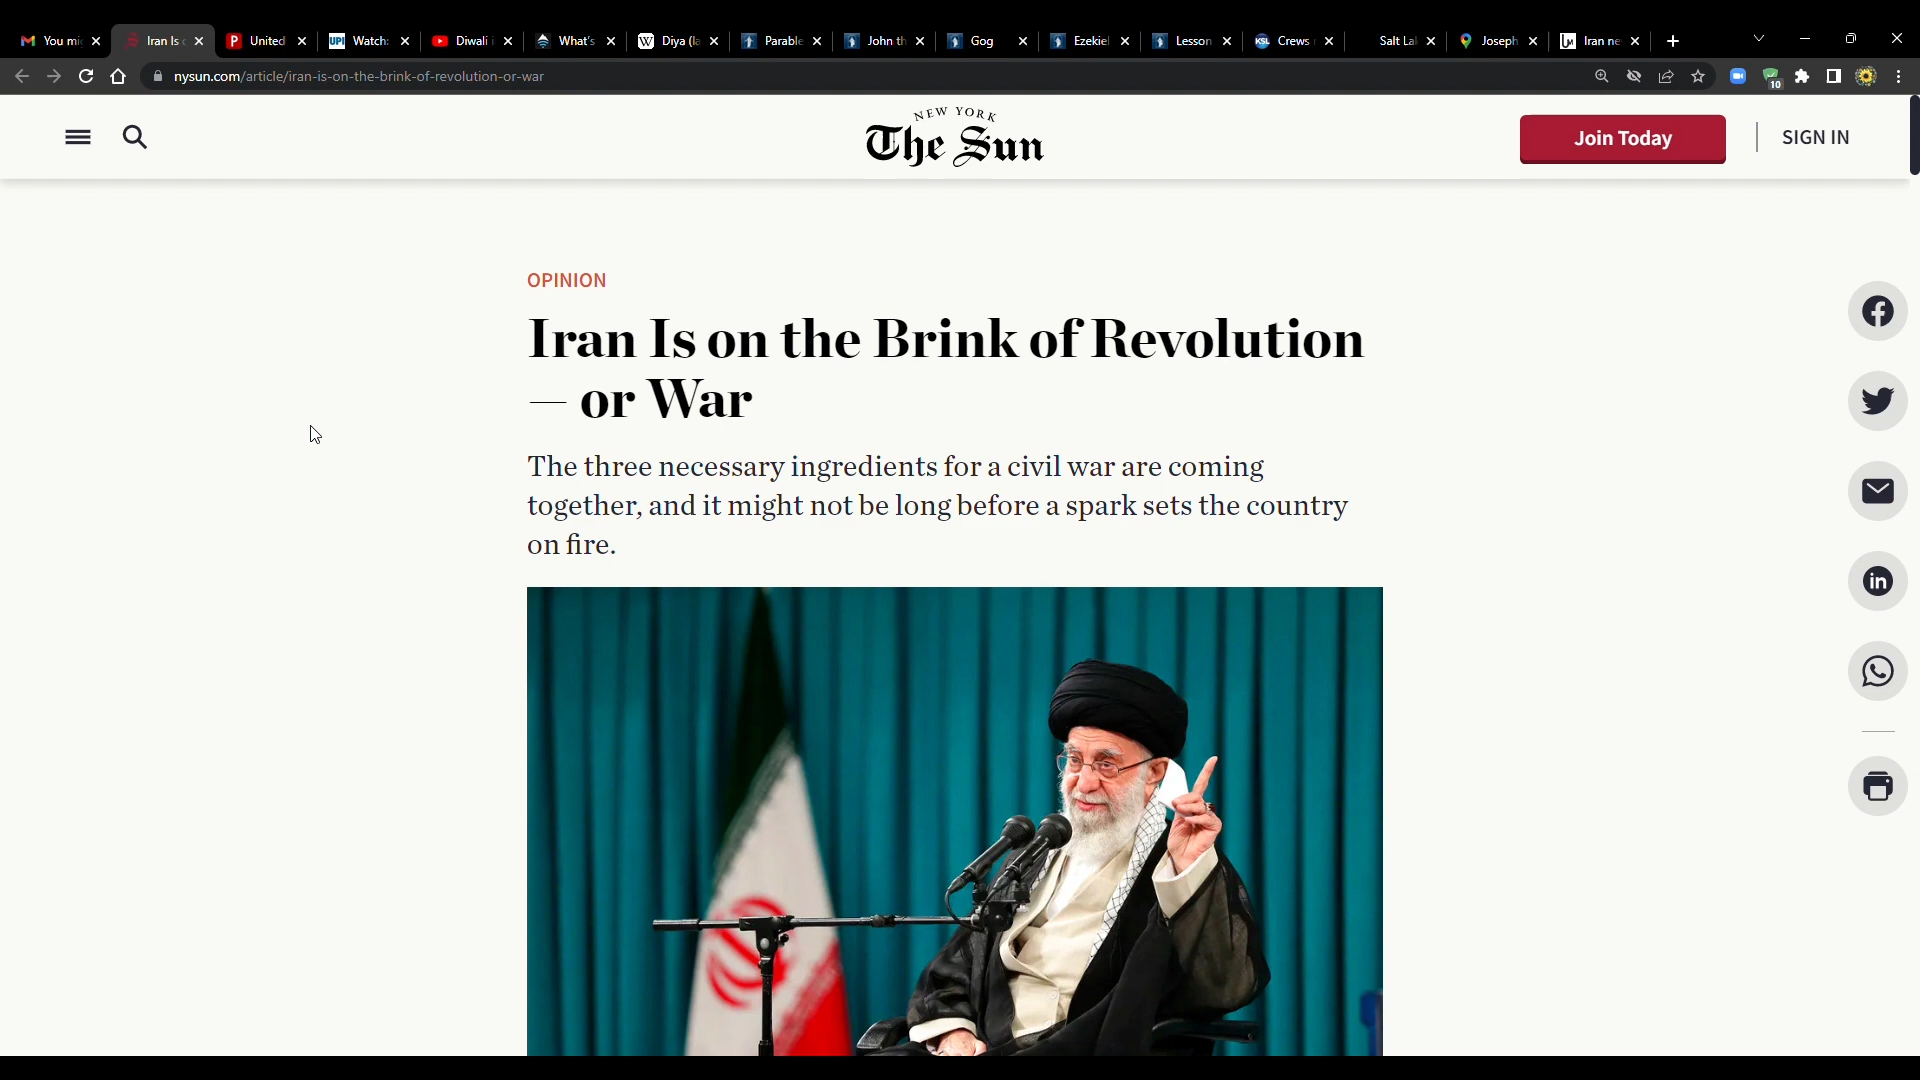 You mi
Iran Is
United
Watch:
Diwali i
What's
Diya (la
Parable
John th
Gog
Ezekiel
Lesson
Crews
Salt La
Joseph
Iran ne
nysun.com/article/iran-is-on-the-brink-of-revolution-or-war
10
NEW YORK
The Sun
Join Today
SIGN IN
OPINION
Iran Is on the Brink of Revolution
— or War
The three necessary ingredients for a civil war are coming
together, and it might not be long before a spark sets the country
on fire.